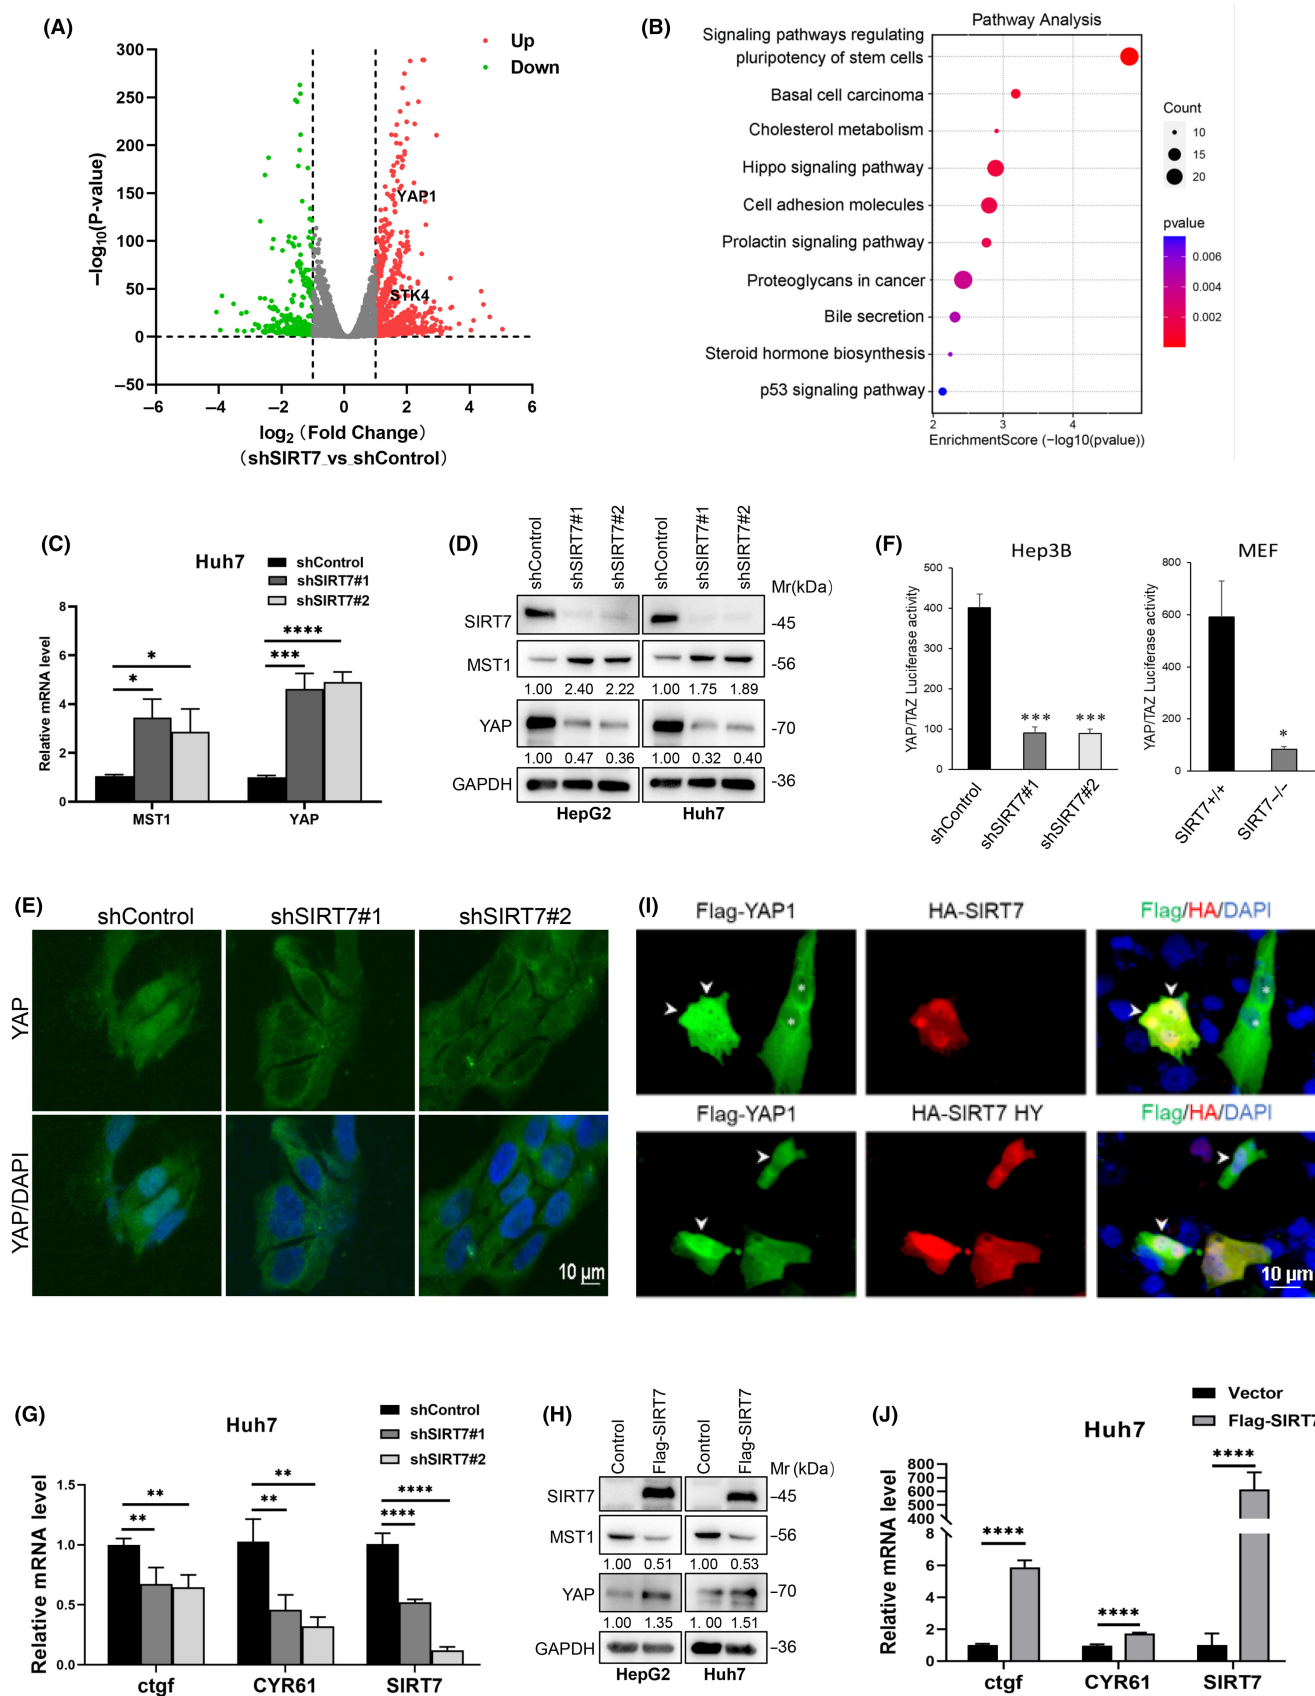 (A)
Up
Down
300
250
200
150
100
50
0
−50
−log10(P-value)
YAP1
STK4
−6 −4 −2 0 2 4 6
log2 (Fold Change)
(shSIRT7_vs_shControl)
(B)
Pathway Analysis
Signaling pathways regulating
pluripotency of stem cells
Basal cell carcinoma
Cholesterol metabolism
Hippo signaling pathway
Cell adhesion molecules
Prolactin signaling pathway
Proteoglycans in cancer
Bile secretion
Steroid hormone biosynthesis
p53 signaling pathway
2 3 4
EnrichmentScore (−log10(pvalue))
Count
10
15
20
pvalue
0.006
0.004
0.002
(C)
Huh7
shControl
shSIRT7#1
shSIRT7#2
Relative mRNA level
8
6
4
2
0
* * *** ****
MST1 YAP
(D)
shControl shSIRT7#1 shSIRT7#2 shControl shSIRT7#1 shSIRT7#2
Mr(kDa)
SIRT7 -45
MST1 -56
1.00 2.40 2.22 1.00 1.75 1.89
YAP -70
1.00 0.47 0.36 1.00 0.32 0.40
GAPDH -36
HepG2 Huh7
(F)
Hep3B
YAP/TAZ Luciferase activity
500
400
300
200
100
0
*** ***
shControl shSIRT7#1 shSIRT7#2
MEF
YAP/TAZ Luciferase activity
800
600
400
200
0
*
SIRT7+/+ SIRT7−/−
(E)
shControl shSIRT7#1 shSIRT7#2
YAP
YAP/DAPI
10 µm
(I)
Flag-YAP1 HA-SIRT7 Flag/HA/DAPI
* * * *
Flag-YAP1 HA-SIRT7 HY Flag/HA/DAPI
10 µm
(G)
Huh7
shControl
shSIRT7#1
shSIRT7#2
Relative mRNA level
1.5
1.0
0.5
0.0
** ** ** ** **** ****
ctgf CYR61 SIRT7
(H)
Control Flag-SIRT7 Control Flag-SIRT7
Mr (kDa)
SIRT7 −45
MST1 −56
1.00 0.51 1.00 0.53
YAP −70
1.00 1.35 1.00 1.51
GAPDH −36
HepG2 Huh7
(J)
Vector
Flag-SIRT7
Huh7
Relative mRNA level
800
700
600
500
400
8
6
4
2
0
**** **** ****
ctgf CYR61 SIRT7